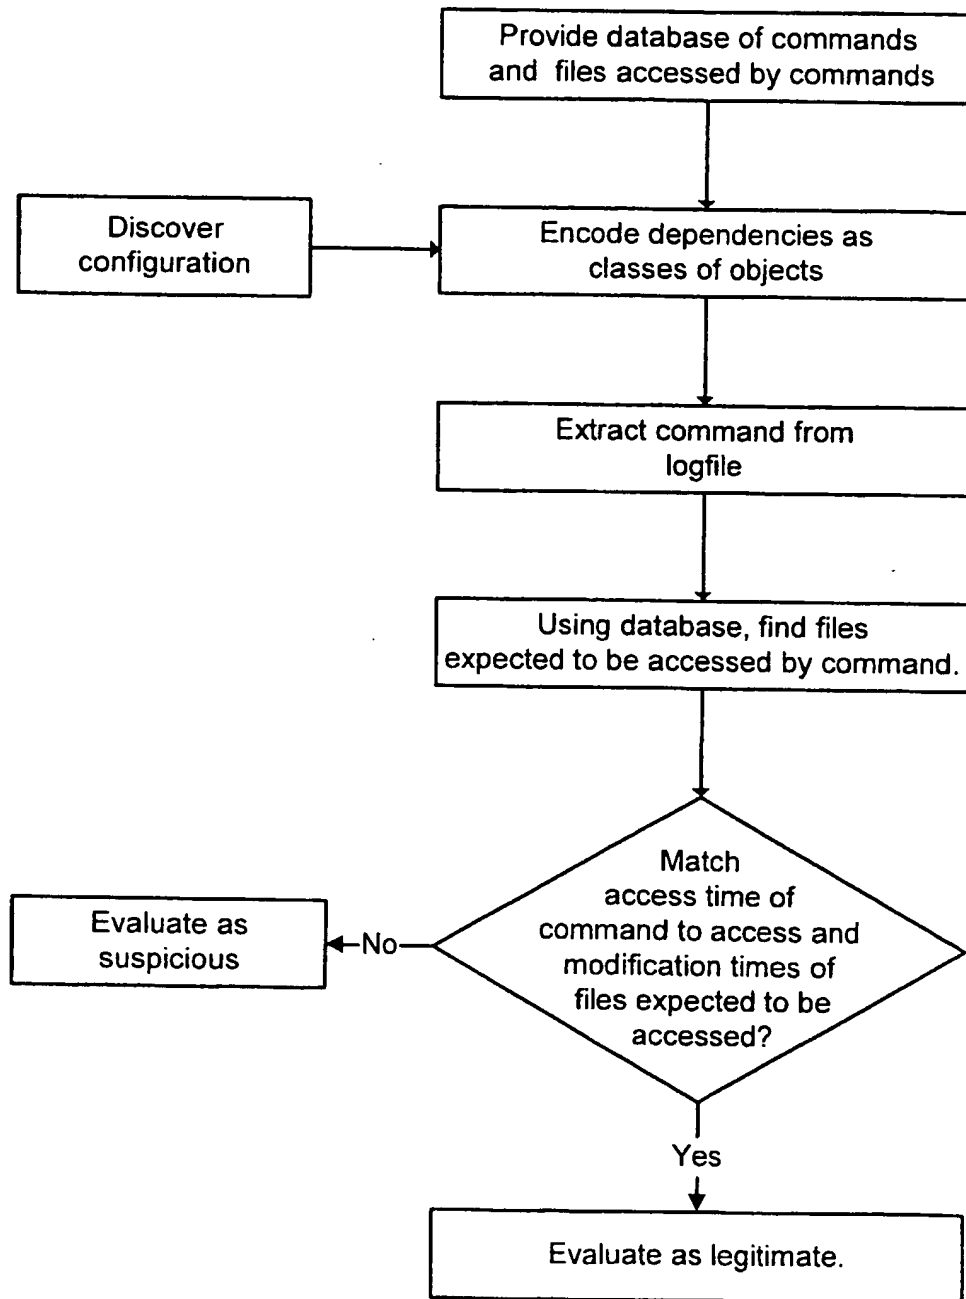 Provide database of commands
and files accessed by commands
Discover
configuration
Encode dependencies as
classes of objects
Extract command from
logfile
Using database, find files
expected to be accessed by command.
Match
access time of
command to access and
modification times of
files expected to be
accessed?
No
Evaluate as
suspicious
Yes
Evaluate as legitimate.